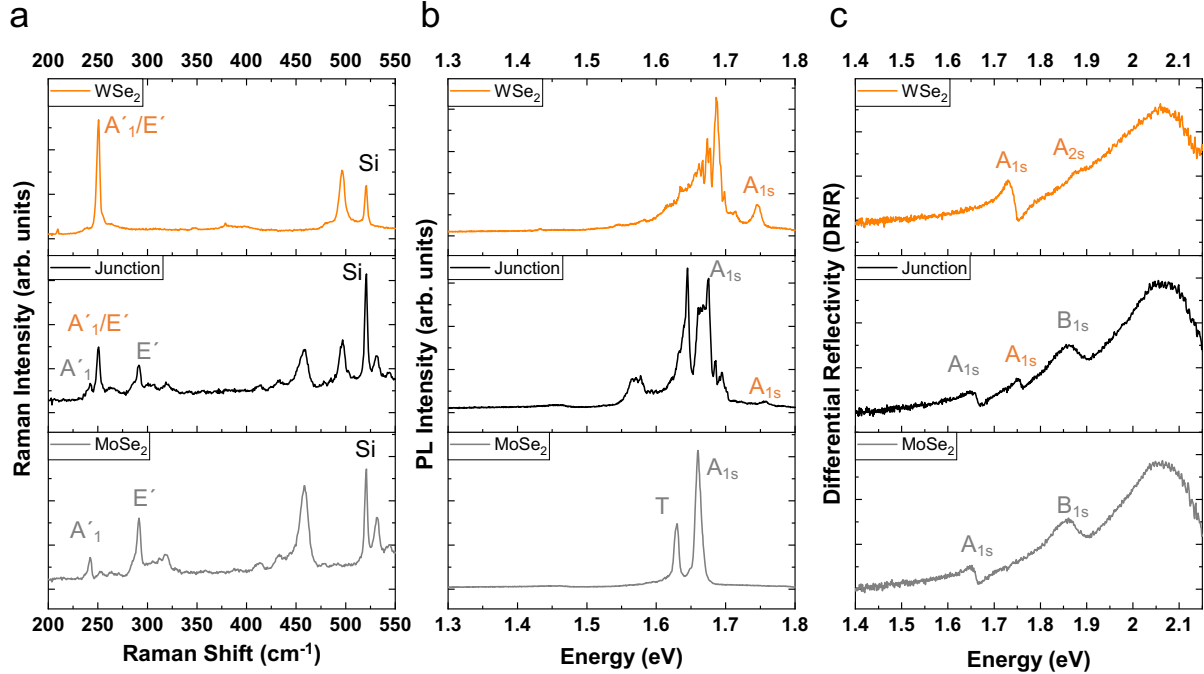 a
200 250 300 350 400 450 500 550
WSe₂
A´₁/E´
Si
Junction
Si
A´₁/E´
A´₁
E´
MoSe₂
Si
E´
A´₁
200 250 300 350 400 450 500 550
Raman Shift (cm⁻¹)
Raman Intensity (arb. units)
b
1.3 1.4 1.5 1.6 1.7 1.8
WSe₂
A₁ₛ
Junction
A₁ₛ
A₁ₛ
MoSe₂
A₁ₛ
T
1.3 1.4 1.5 1.6 1.7 1.8
Energy (eV)
PL Intensity (arb. units)
c
1.4 1.5 1.6 1.7 1.8 1.9 2 2.1
WSe₂
A₁ₛ
A₂ₛ
Junction
B₁ₛ
A₁ₛ
A₁ₛ
MoSe₂
B₁ₛ
A₁ₛ
1.4 1.5 1.6 1.7 1.8 1.9 2 2.1
Energy (eV)
Differential Reflectivity (DR/R)